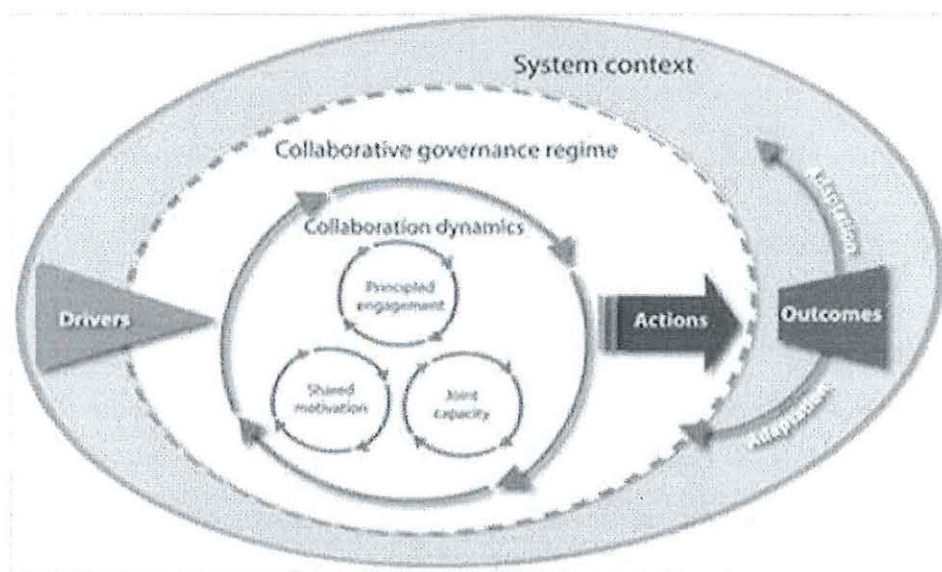 System context
Collaborative governance regime
Collaboration dynamics
Principled
engagement
Shared
motivation
Joint
capacity
Drivers
Actions
Outcomes
Adaptation
Adaptation